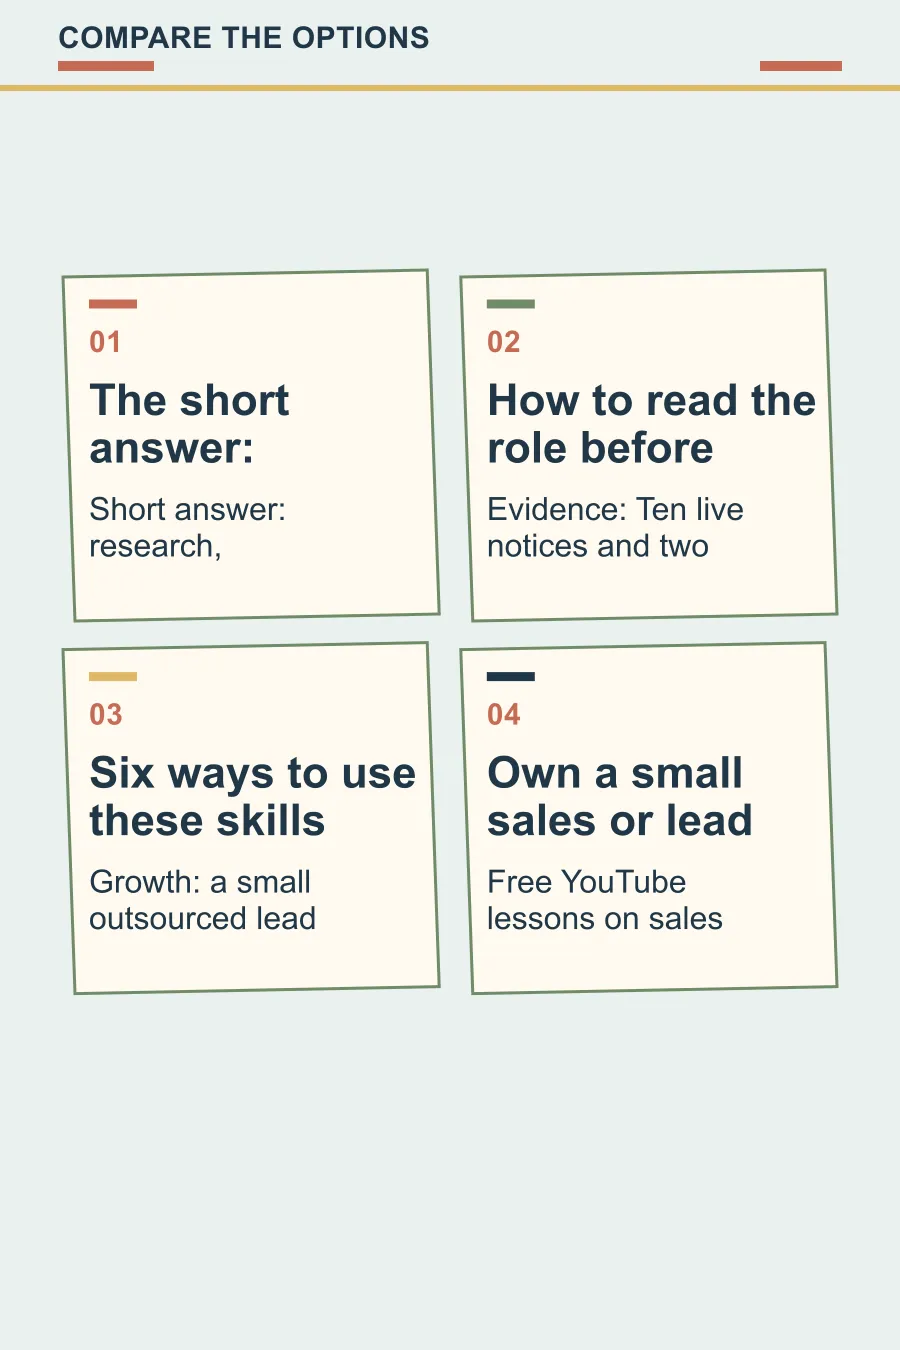 COMPARE THE OPTIONS
01
The short
answer:
Short answer:
research,
02
How to read the
role before
Evidence: Ten live
notices and two
03
Six ways to use
these skills
Growth: a small
outsourced lead
04
Own a small
sales or lead
Free YouTube
lessons on sales